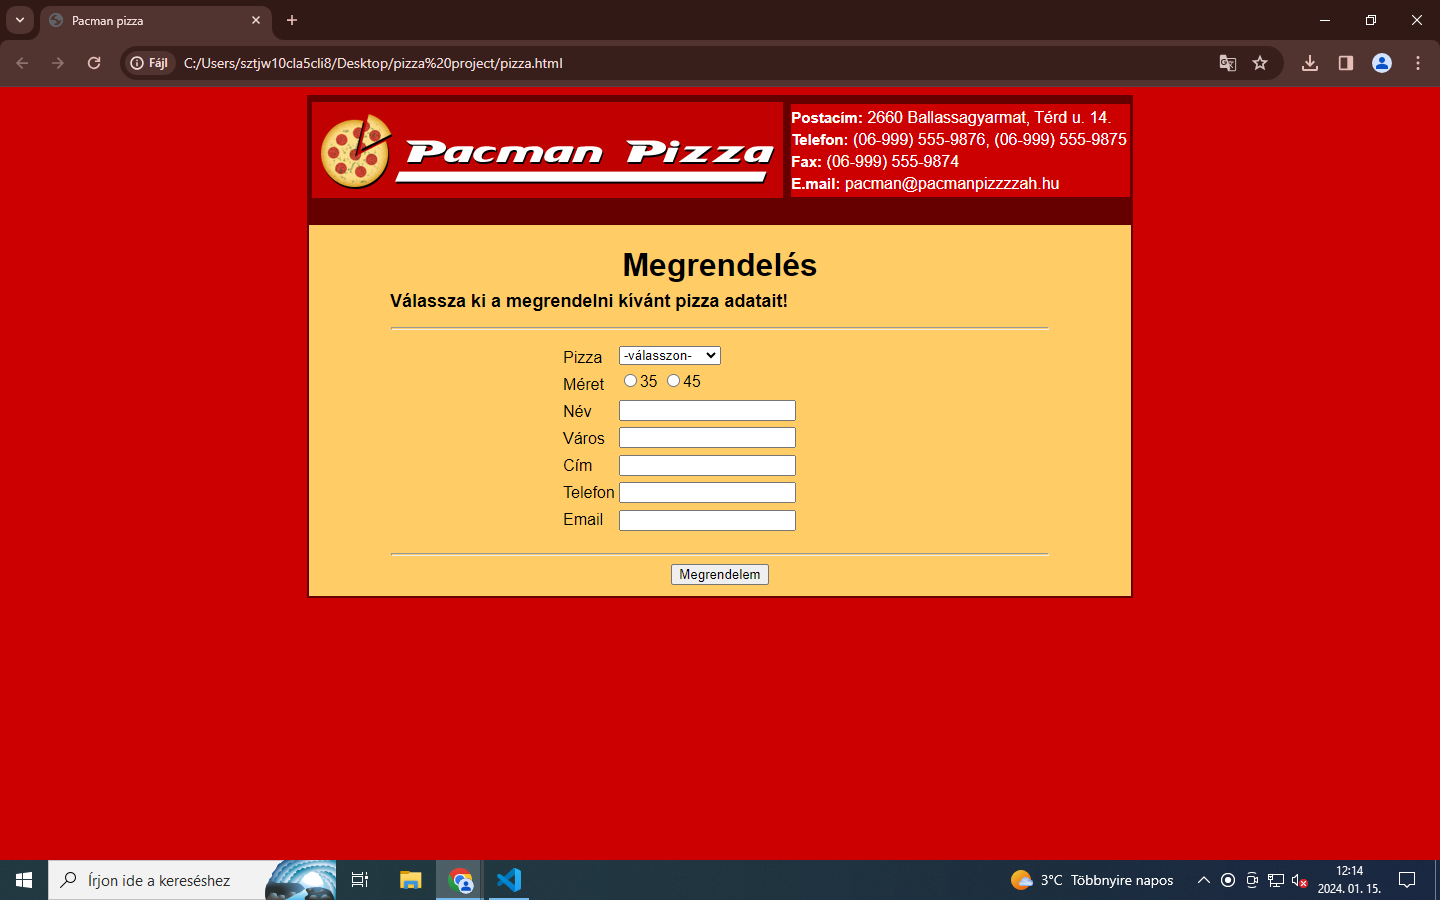 Pacman pizza
Fájl
C:/Users/sztjw10cla5cli8/Desktop/pizza%20project/pizza.html
Pacman Pizza
Postacím: 2660 Ballassagyarmat, Térd u. 14.
Telefon: (06-999) 555-9876, (06-999) 555-9875
Fax: (06-999) 555-9874
E.mail: pacman@pacmanpizzzzah.hu
Megrendelés
Válassza ki a megrendelni kívánt pizza adatait!
Pizza -válasszon-
Méret 35 45
Név
Város
Cím
Telefon
Email
Megrendelem
Írjon ide a kereséshez
3°C Többnyire napos
12:14
2024. 01. 15.